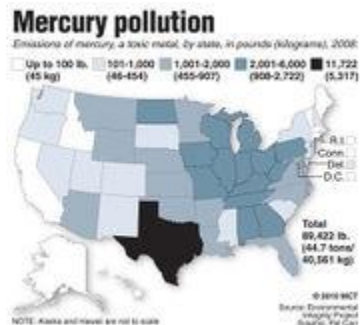 Mercury pollution
Emissions of mercury, a toxic metal, by state, in pounds (kilograms), 2008
Up to 100 lb. (45 kg)
101-1,000 (46-454)
1,001-2,000 (455-907)
2,001-6,000 (908-2,722)
11,722 (5,317)
R.I.
Conn.
Del.
D.C.
Total
89,422 lb.
(44.7 tons/
40,561 kg)
© 2010 MCT
Source: Environmental
Integrity Project
NOTE: Alaska and Hawaii are not to scale